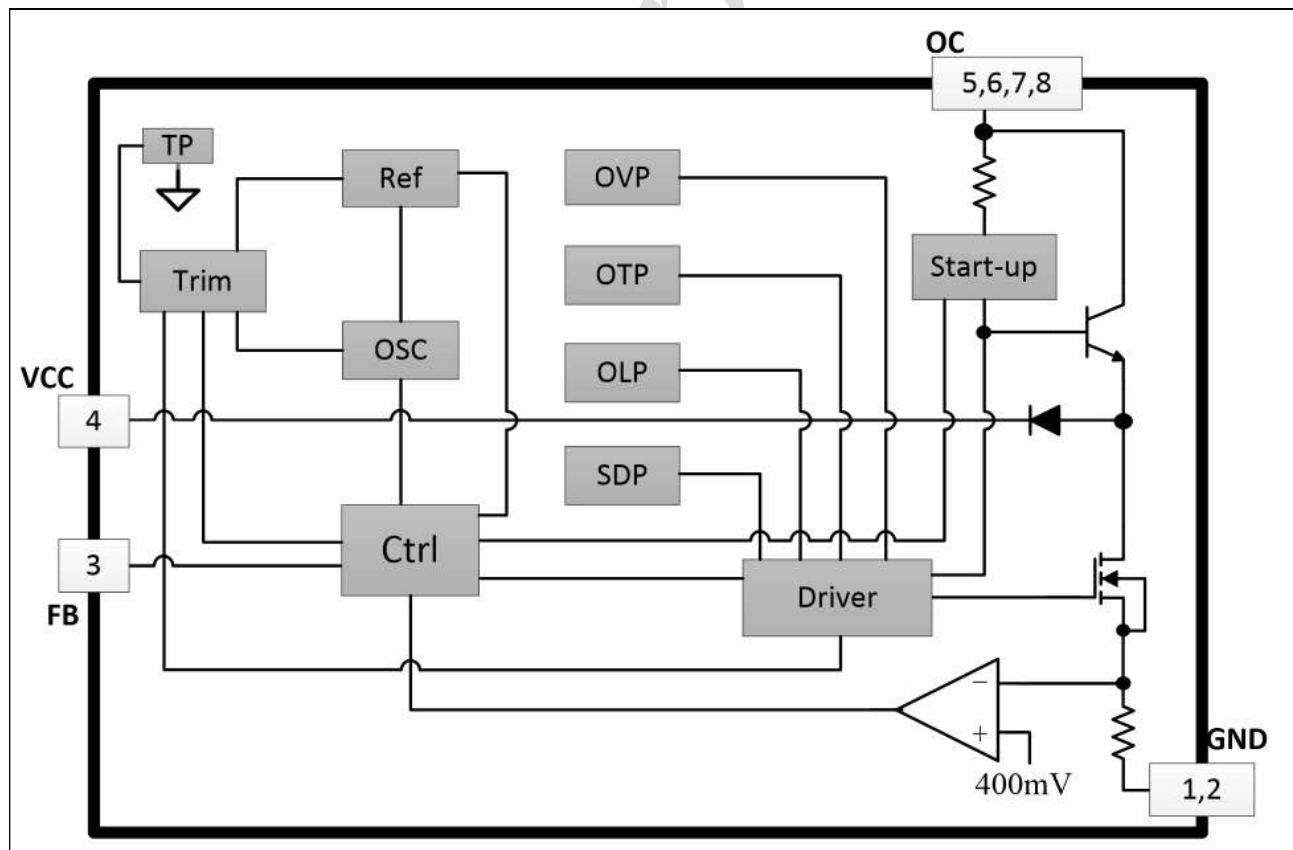 OC
5,6,7,8
TP
Ref
OVP
Trim
OTP
Start-up
OSC
OLP
VCC
4
SDP
Ctrl
3
FB
Driver
−
+
400mV
GND
1,2